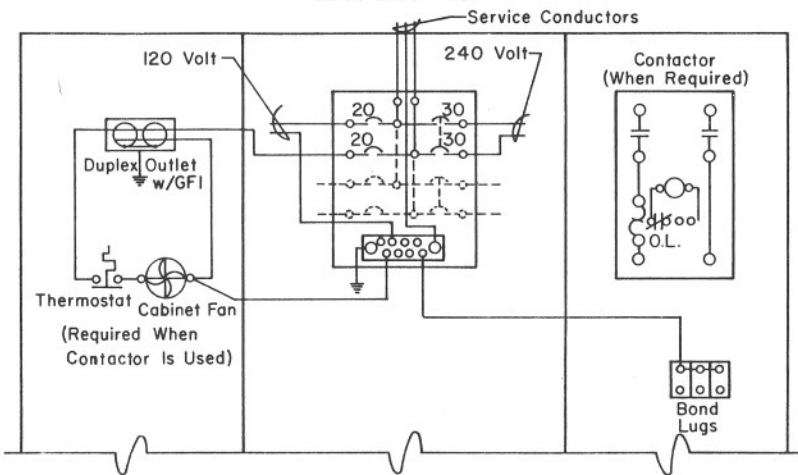 Service Conductors
120 Volt
240 Volt
Contactor
(When Required)
20
30
20
30
Duplex Outlet
w/GFI
O.L.
Thermostat
Cabinet Fan
(Required When
Contactor Is Used)
Bond
Lugs